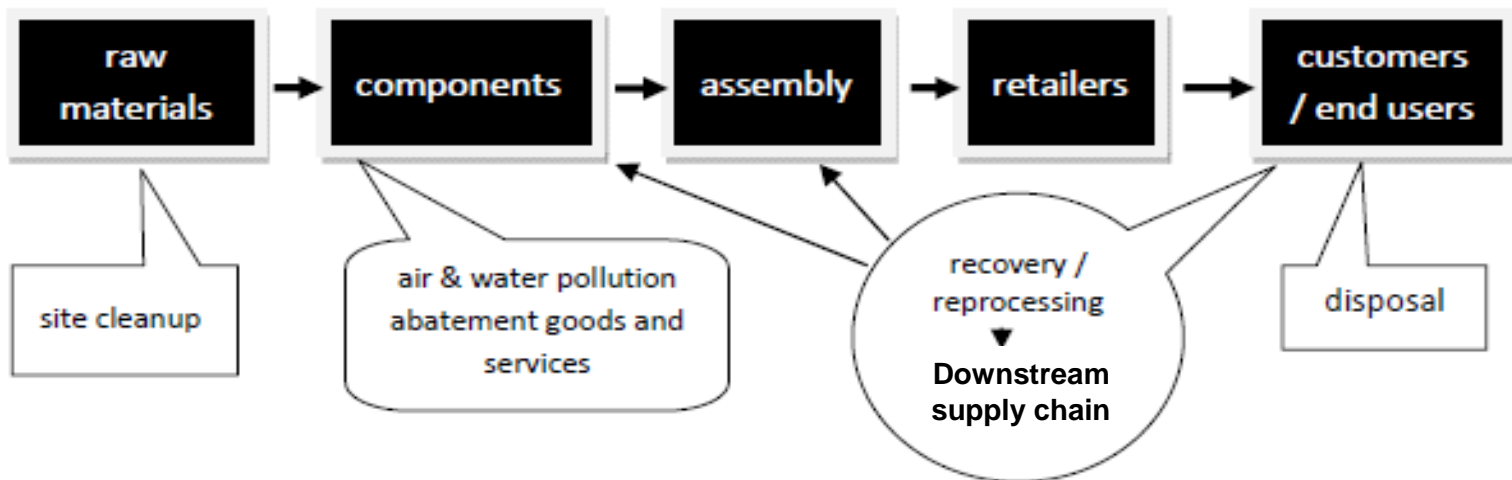 raw
materials
components
assembly
retailers
customers
/ end users
site cleanup
air & water pollution
abatement goods and
services
recovery /
reprocessing
Downstream
supply chain
disposal